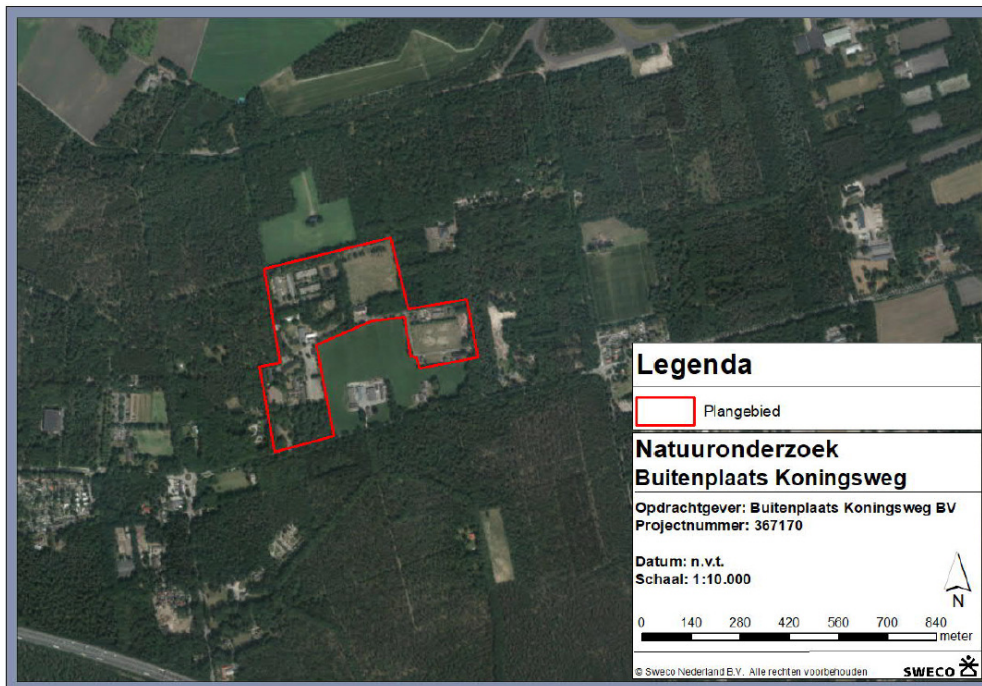 Legenda
Plangebied
Natuuronderzoek
Buitenplaats Koningsweg
Opdrachtgever: Buitenplaats Koningsweg BV
Projectnummer: 367170
Datum: n.v.t.
Schaal: 1:10.000
N
0 140 280 420 560 700 840
meter
© Sweco Nederland B.V. Alle rechten voorbehouden
SWECO